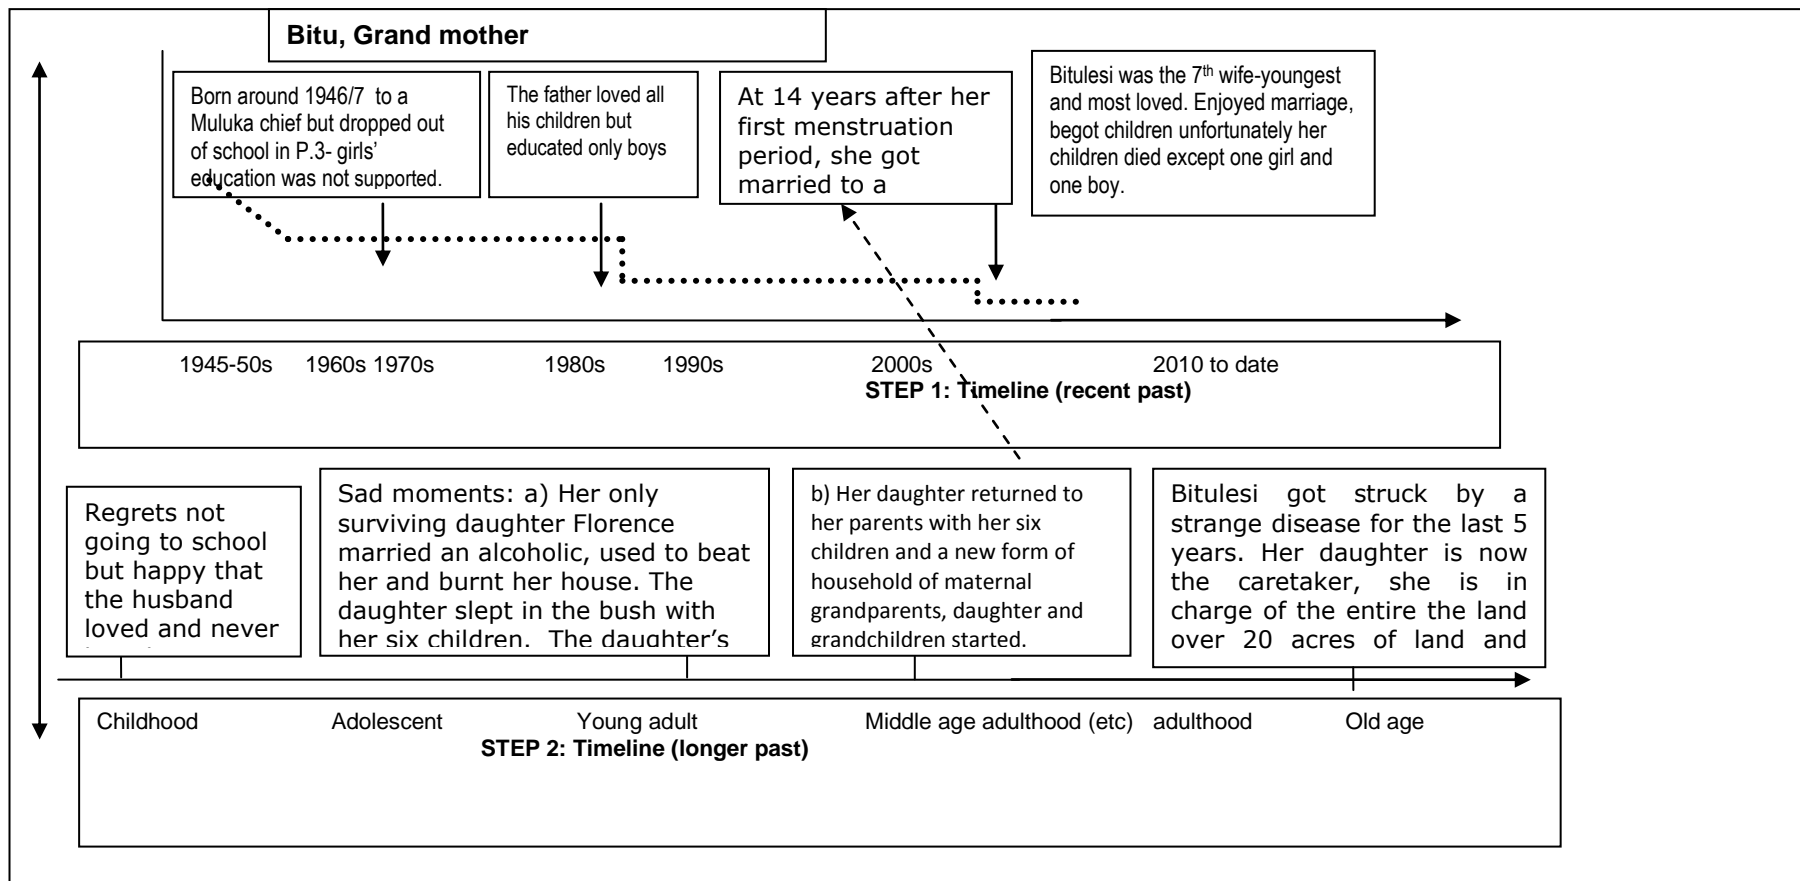 Bitu, Grand mother
Born around 1946/7 to a
Muluka chief but dropped out
of school in P.3- girls'
education was not supported.
The father loved all
his children but
educated only boys
At 14 years after her
first menstruation
period, she got
married to a
Bitulesi was the 7th wife-youngest
and most loved. Enjoyed marriage,
begot children unfortunately her
children died except one girl and
one boy.
1945-50s 1960s 1970s 1980s 1990s 2000s 2010 to date
STEP 1: Timeline (recent past)
Regrets not
going to school
but happy that
the husband
loved and never
Sad moments: a) Her only
surviving daughter Florence
married an alcoholic, used to beat
her and burnt her house. The
daughter slept in the bush with
her six children. The daughter's
b) Her daughter returned to
her parents with her six
children and a new form of
household of maternal
grandparents, daughter and
grandchildren started.
Bitulesi got struck by a
strange disease for the last 5
years. Her daughter is now
the caretaker, she is in
charge of the entire the land
over 20 acres of land and
Childhood Adolescent Young adult Middle age adulthood (etc) adulthood Old age
STEP 2: Timeline (longer past)